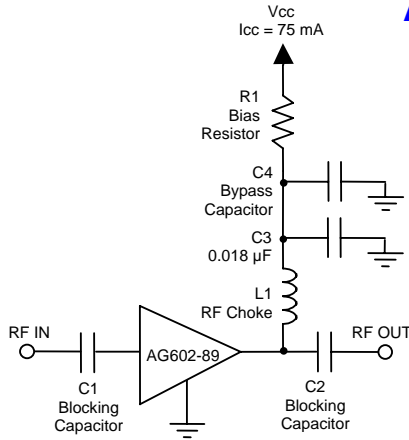 Vcc
Icc = 75 mA
R1
Bias
Resistor
C4
Bypass
Capacitor
C3
0.018 µF
L1
RF Choke
RF IN
RF OUT
AG602-89
C1
Blocking
Capacitor
C2
Blocking
Capacitor